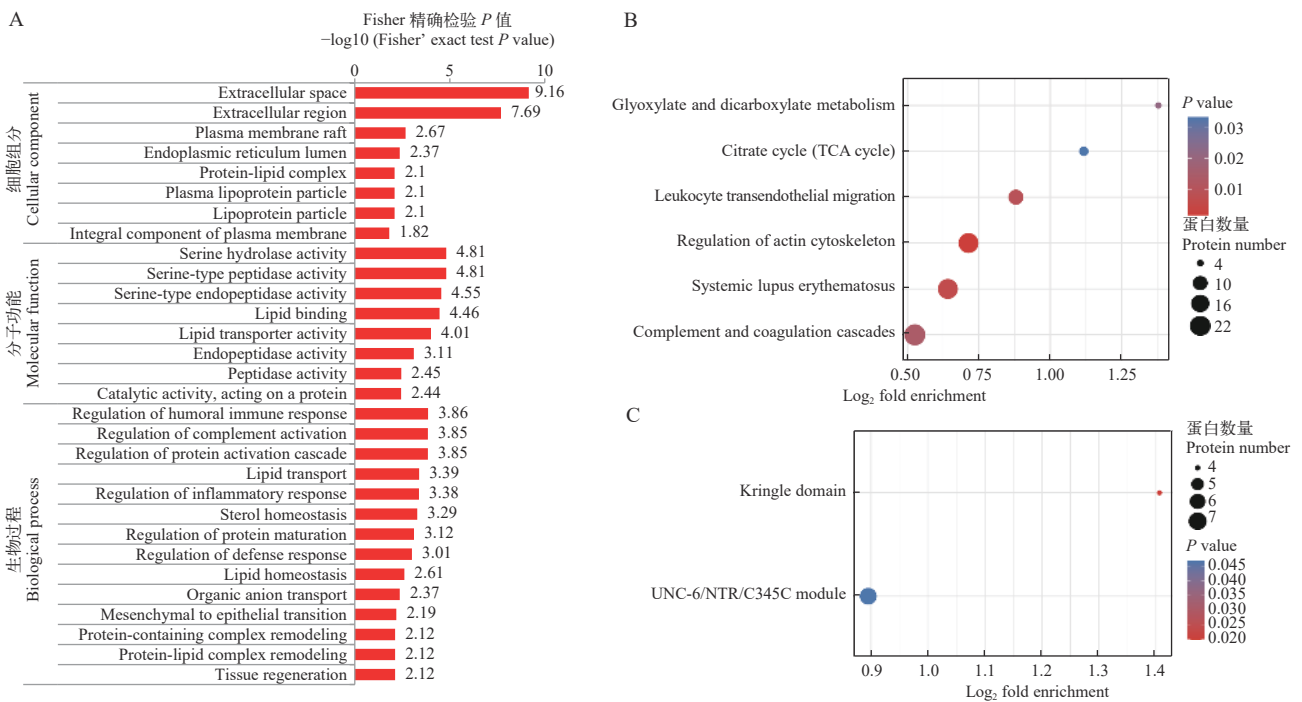 A
Fisher 精确检验 P 值
−log10 (Fisher’ exact test P value)
0 5 10
细胞组分
Cellular component
Extracellular space 9.16
Extracellular region 7.69
Plasma membrane raft 2.67
Endoplasmic reticulum lumen 2.37
Protein-lipid complex 2.1
Plasma lipoprotein particle 2.1
Lipoprotein particle 2.1
Integral component of plasma membrane 1.82
分子功能
Molecular function
Serine hydrolase activity 4.81
Serine-type peptidase activity 4.81
Serine-type endopeptidase activity 4.55
Lipid binding 4.46
Lipid transporter activity 4.01
Endopeptidase activity 3.11
Peptidase activity 2.45
Catalytic activity, acting on a protein 2.44
生物过程
Biological process
Regulation of humoral immune response 3.86
Regulation of complement activation 3.85
Regulation of protein activation cascade 3.85
Lipid transport 3.39
Regulation of inflammatory response 3.38
Sterol homeostasis 3.29
Regulation of protein maturation 3.12
Regulation of defense response 3.01
Lipid homeostasis 2.61
Organic anion transport 2.37
Mesenchymal to epithelial transition 2.19
Protein-containing complex remodeling 2.12
Protein-lipid complex remodeling 2.12
Tissue regeneration 2.12
B
Glyoxylate and dicarboxylate metabolism
Citrate cycle (TCA cycle)
Leukocyte transendothelial migration
Regulation of actin cytoskeleton
Systemic lupus erythematosus
Complement and coagulation cascades
0.50 0.75 1.00 1.25
Log2 fold enrichment
P value
0.03
0.02
0.01
蛋白数量
Protein number
4
10
16
22
C
Kringle domain
UNC-6/NTR/C345C module
0.9 1.0 1.1 1.2 1.3 1.4
Log2 fold enrichment
蛋白数量
Protein number
4
5
6
7
P value
0.045
0.040
0.035
0.030
0.025
0.020